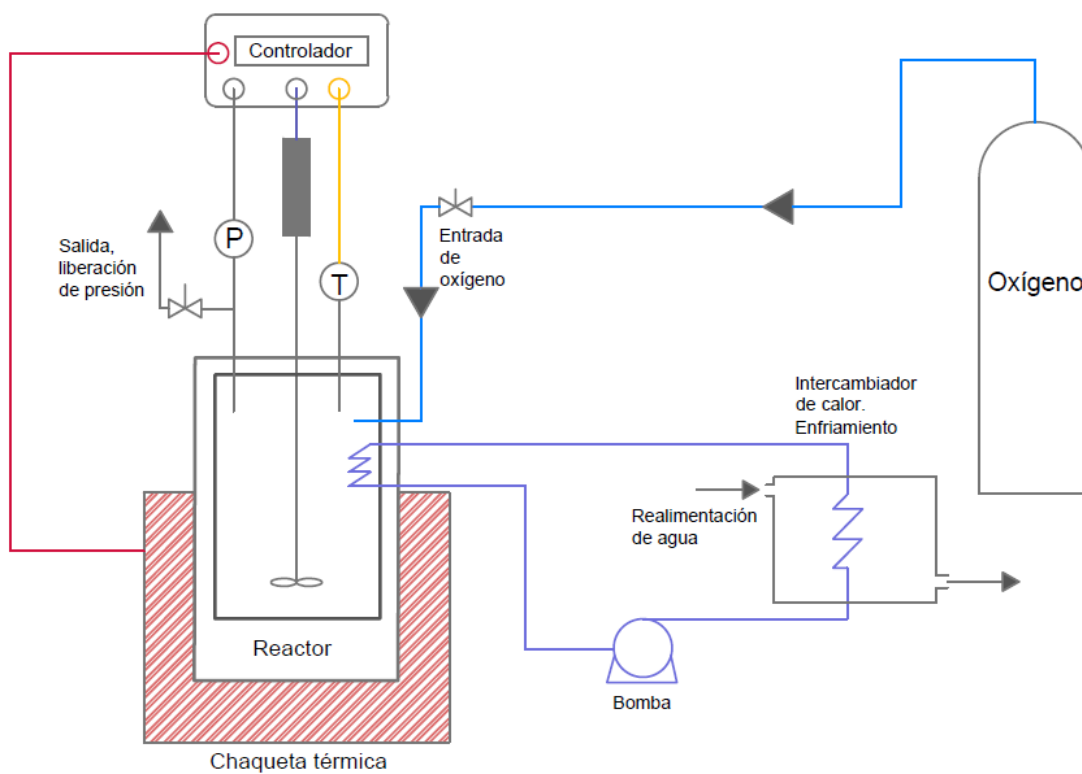 Controlador
P
T
Salida,
liberación
de presión
Entrada
de
oxígeno
Oxígeno
Intercambiador
de calor.
Enfriamiento
Realimentación
de agua
Reactor
Bomba
Chaqueta térmica